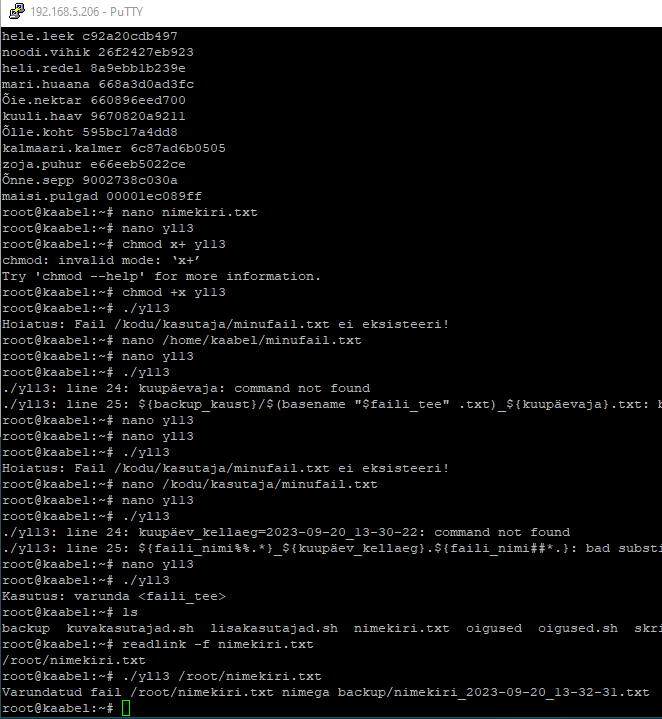 192.168.5.206 - PuTTY
hele.leek c92a20cdb497
noodi.vihik 26f2427eb923
heli.redel 8a9ebb1b239e
mari.huaana 668a3d0ad3fc
Õie.nektar 660896eed700
kuuli.haav 9670820a9211
Õlle.koht 595bc17a4dd8
kalmaari.kalmer 6c87ad6b0505
zoja.puhur e66eeb5022ce
Õnne.sepp 9002738c030a
maisi.pulgad 00001ec089ff
root@kaabel:~# nano nimekiri.txt
root@kaabel:~# nano yl13
root@kaabel:~# chmod x+ yl13
chmod: invalid mode: ‘x+’
Try 'chmod --help' for more information.
root@kaabel:~# chmod +x yl13
root@kaabel:~# ./yl13
Hoiatus: Fail /kodu/kasutaja/minufail.txt ei eksisteeri!
root@kaabel:~# nano /home/kaabel/minufail.txt
root@kaabel:~# nano yl13
root@kaabel:~# ./yl13
./yl13: line 24: kuupäevaja: command not found
./yl13: line 25: ${backup_kaust}/$(basename "$faili_tee" .txt)_${kuupäevaja}.txt: b
root@kaabel:~# nano yl13
root@kaabel:~# nano yl13
root@kaabel:~# ./yl13
Hoiatus: Fail /kodu/kasutaja/minufail.txt ei eksisteeri!
root@kaabel:~# nano /kodu/kasutaja/minufail.txt
root@kaabel:~# nano yl13
root@kaabel:~# ./yl13
./yl13: line 24: kuupäev_kellaeg=2023-09-20_13-30-22: command not found
./yl13: line 25: ${faili_nimi%%.*}_${kuupäev_kellaeg}.${faili_nimi##*.}: bad substi
root@kaabel:~# nano yl13
root@kaabel:~# ./yl13
Kasutus: varunda <faili_tee>
root@kaabel:~# ls
backup kuvakasutajad.sh lisakasutajad.sh nimekiri.txt oigused oigused.sh skri
root@kaabel:~# readlink -f nimekiri.txt
/root/nimekiri.txt
root@kaabel:~# ./yl13 /root/nimekiri.txt
Varundatud fail /root/nimekiri.txt nimega backup/nimekiri_2023-09-20_13-32-31.txt
root@kaabel:~#